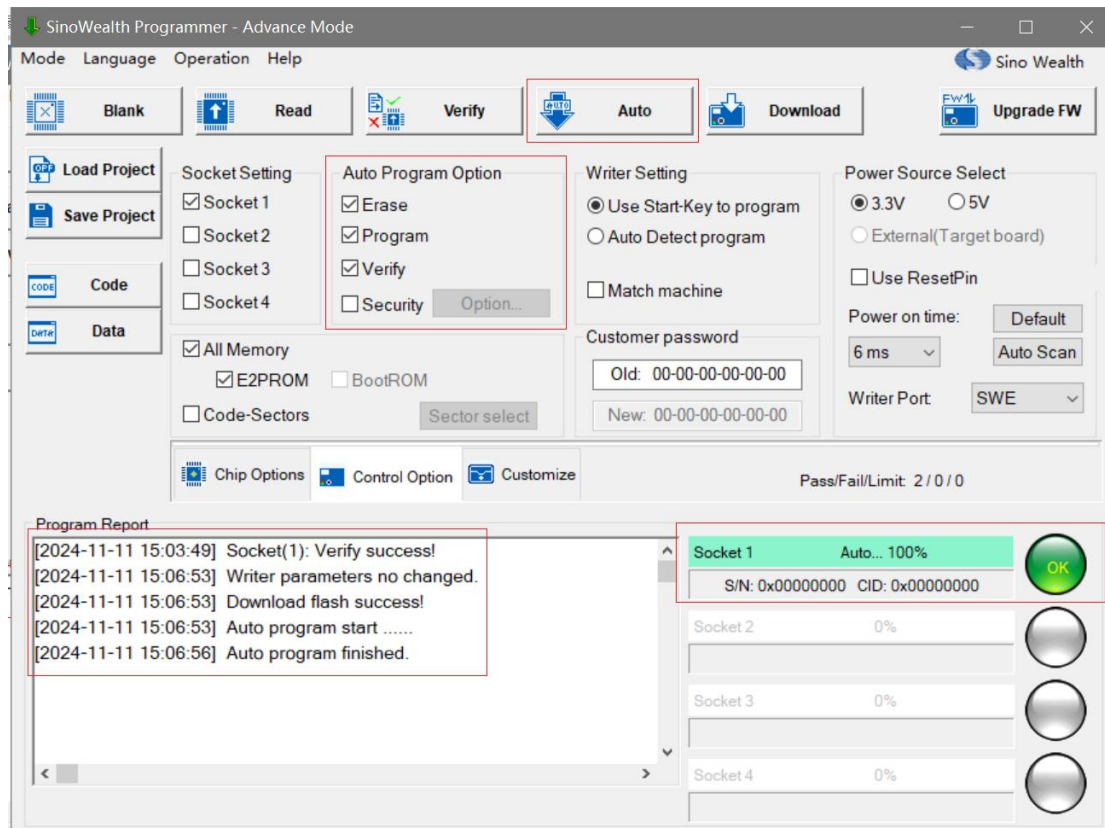 SinoWealth Programmer - Advance Mode
Mode Language Operation Help
Sino Wealth
Blank Read Verify Auto Download Upgrade FW
AUTO
FW
Load Project
Save Project
CODE Code
DATA Data
Socket Setting
Socket 1
Socket 2
Socket 3
Socket 4
Auto Program Option
Erase
Program
Verify
Security Option...
Writer Setting
Use Start-Key to program
Auto Detect program
Match machine
Power Source Select
3.3V 5V
External(Target board)
Use ResetPin
Power on time: Default
6 ms Auto Scan
Writer Port: SWE
All Memory
E2PROM BootROM
Code-Sectors Sector select
Customer password
Old: 00-00-00-00-00-00
New: 00-00-00-00-00-00
Chip Options Control Option Customize
Pass/Fail/Limit: 2 / 0 / 0
Program Report
[2024-11-11 15:03:49] Socket(1): Verify success!
[2024-11-11 15:06:53] Writer parameters no changed.
[2024-11-11 15:06:53] Download flash success!
[2024-11-11 15:06:53] Auto program start ......
[2024-11-11 15:06:56] Auto program finished.
Socket 1 Auto... 100%
S/N: 0x00000000 CID: 0x00000000
OK
Socket 2 0%
Socket 3 0%
Socket 4 0%